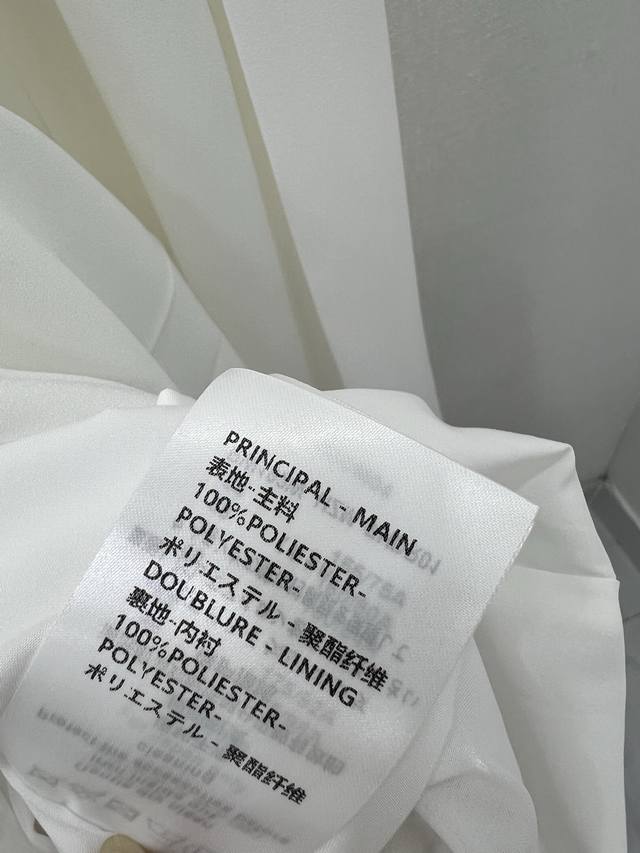 PRINCIPAL - MAIN
表地-主料
100%POLIESTER-
POLYESTER-
ポリエステル - 聚酯纤维
DOUBLURE - LINING
裏地-内衬
100%POLIESTER-
POLYESTER-
ポリエステル - 聚酯纤维